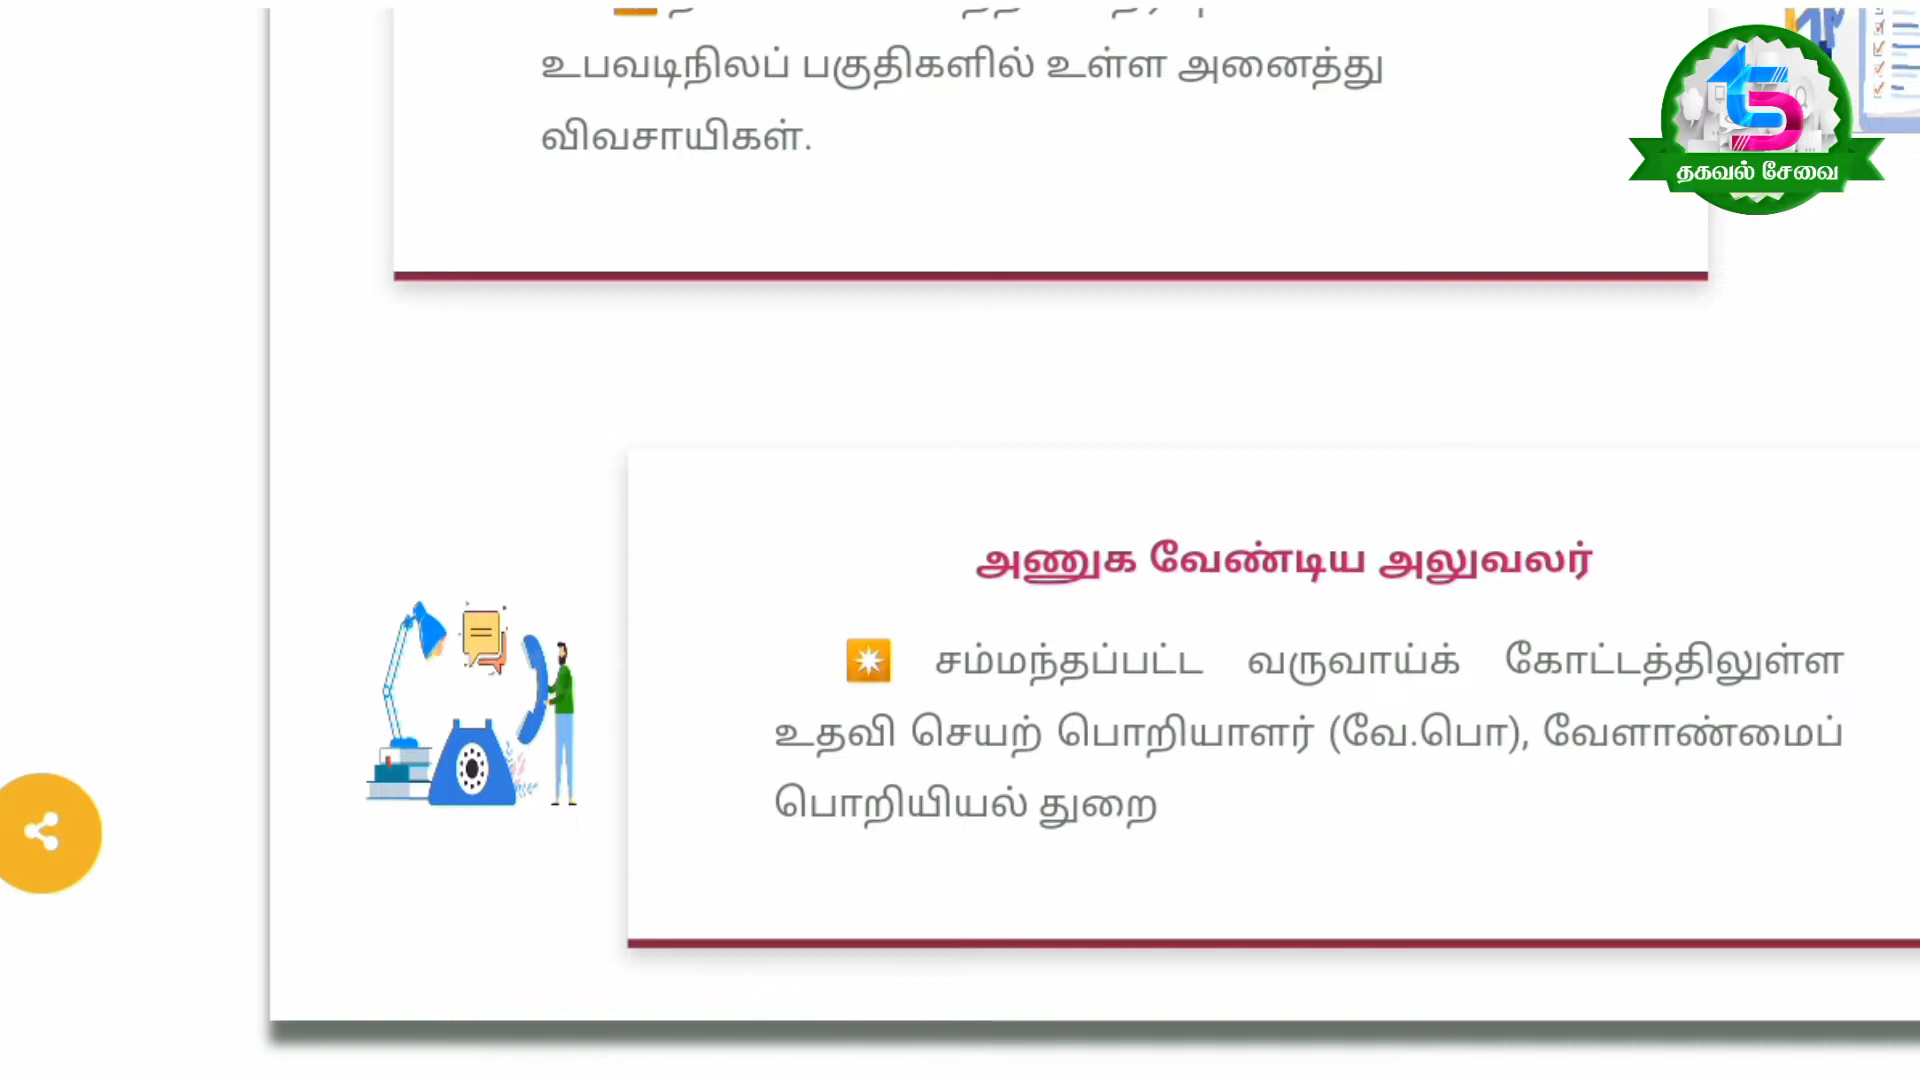 உபவடிநிலப் பகுதிகளில் உள்ள அனைத்து
விவசாயிகள்.
தகவல் சேவை
அணுக வேண்டிய அலுவலர்
சம்மந்தப்பட்ட வருவாய்க் கோட்டத்திலுள்ள
உதவி செயற் பொறியாளர் (வே.பொ), வேளாண்மைப்
பொறியியல் துறை